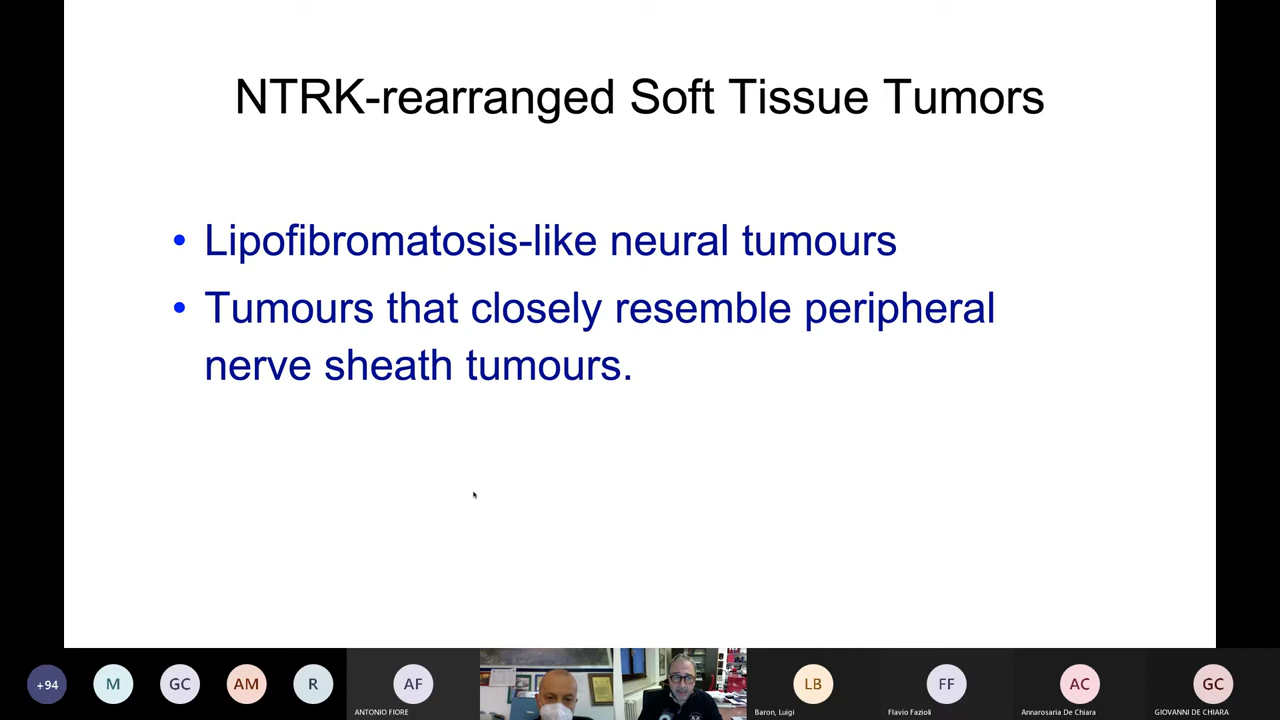 NTRK-rearranged Soft Tissue Tumors
• Lipofibromatosis-like neural tumours
• Tumours that closely resemble peripheral
nerve sheath tumours.
+94
M
GC
AM
R
AF
LB
FF
AC
GC
ANTONIO FIORE
Baron, Luigi
Flavio Fazioli
Annarosaria De Chiara
GIOVANNI DE CHIARA